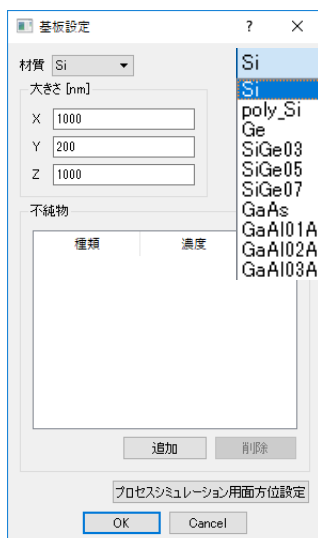 基板設定 ? ×
材質 Si
大きさ [nm]
X 1000
Y 200
Z 1000
不純物
種類 濃度
追加 削除
プロセスシミュレーション用面方位設定
OK Cancel
Si
Si
poly_Si
Ge
SiGe03
SiGe05
SiGe07
GaAs
GaAl01A
GaAl02A
GaAl03A